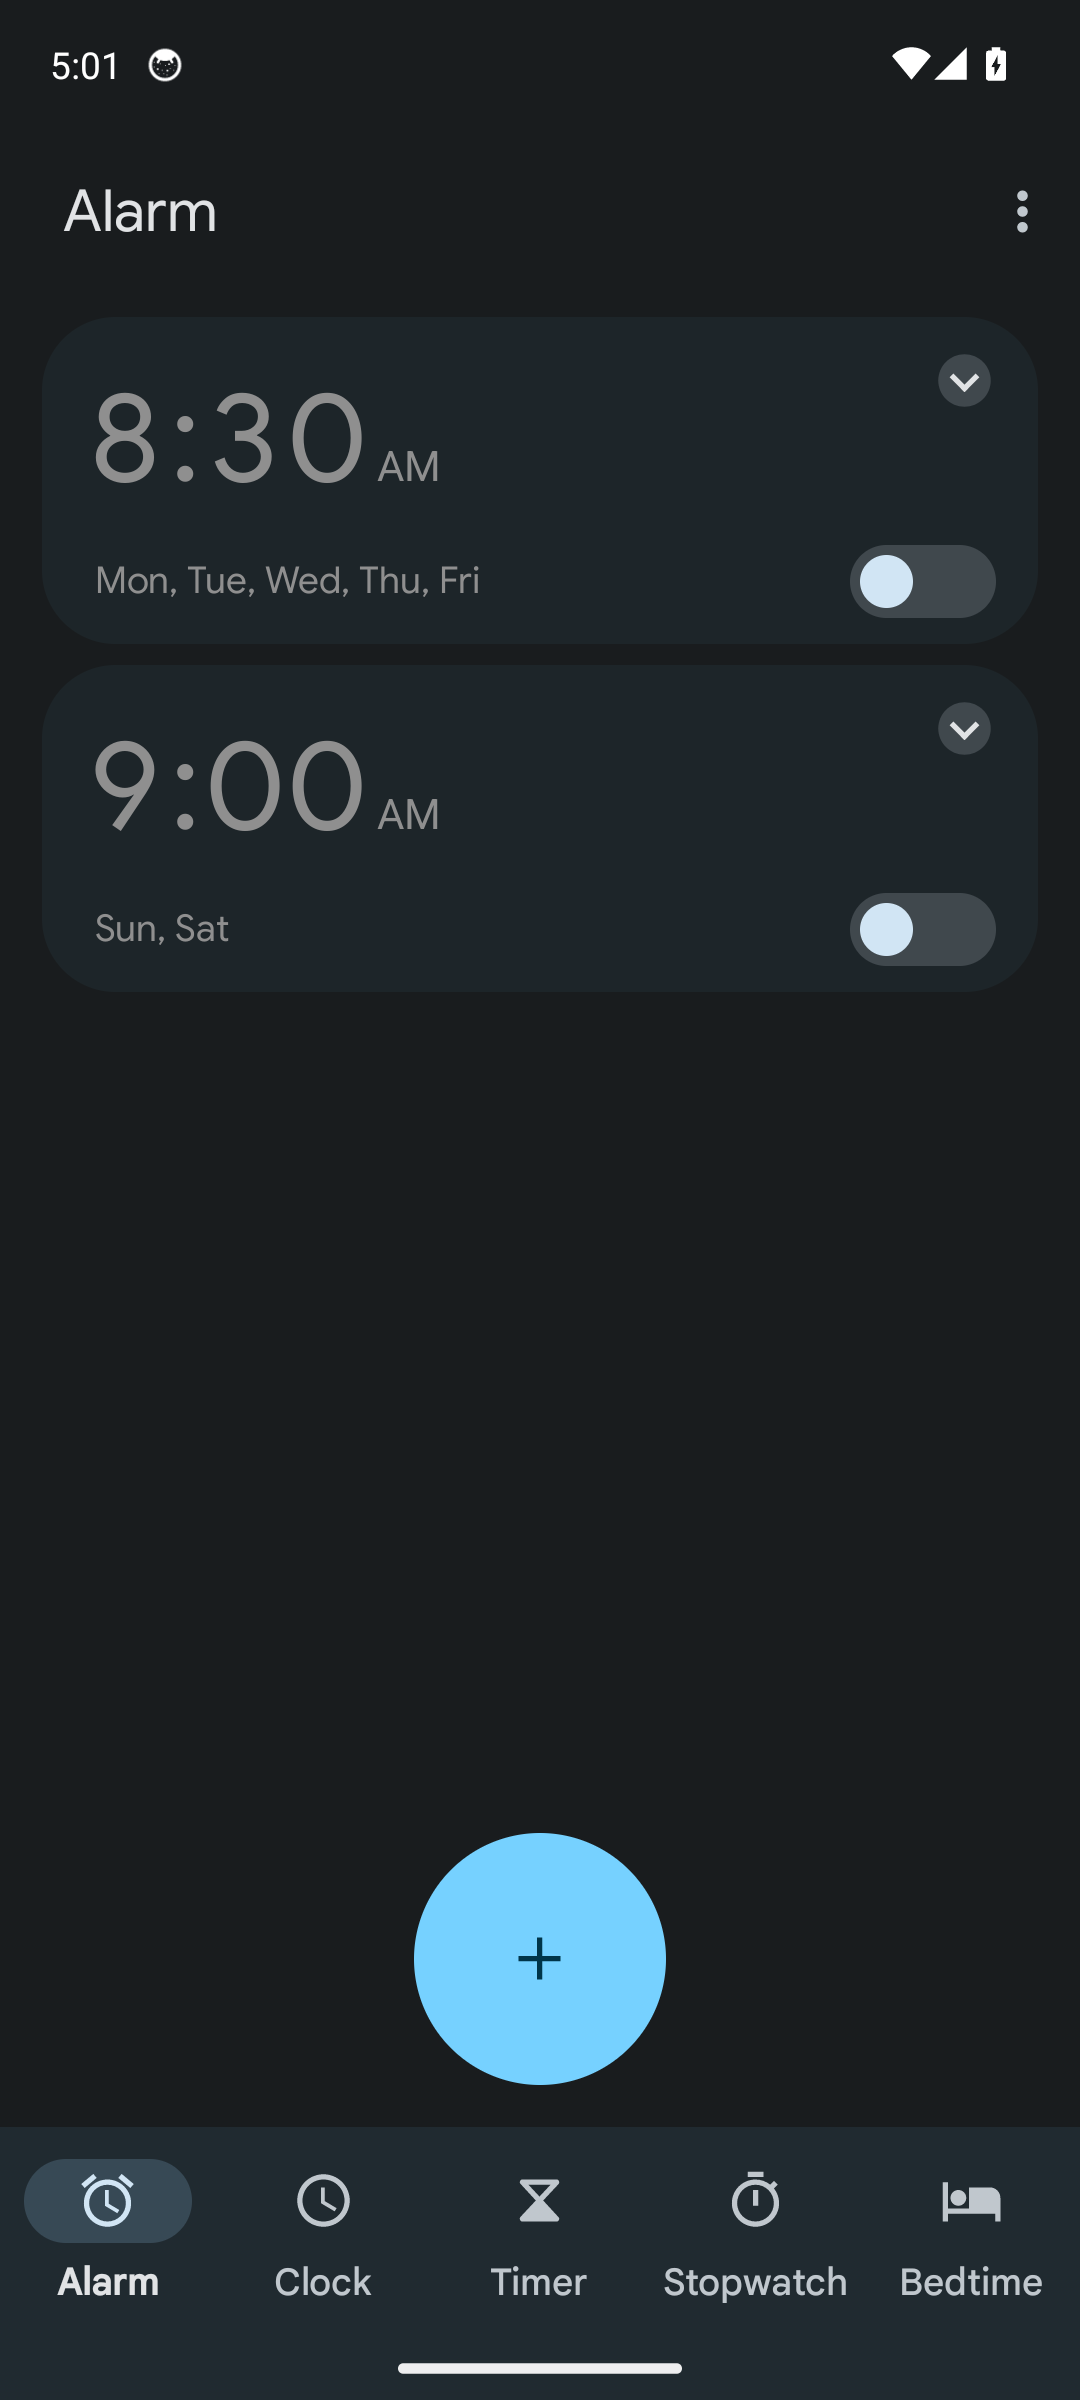 5:01
Alarm
8:30 AM
Mon, Tue, Wed, Thu, Fri
9:00 AM
Sun, Sat
Alarm
Clock
Timer
Stopwatch
Bedtime